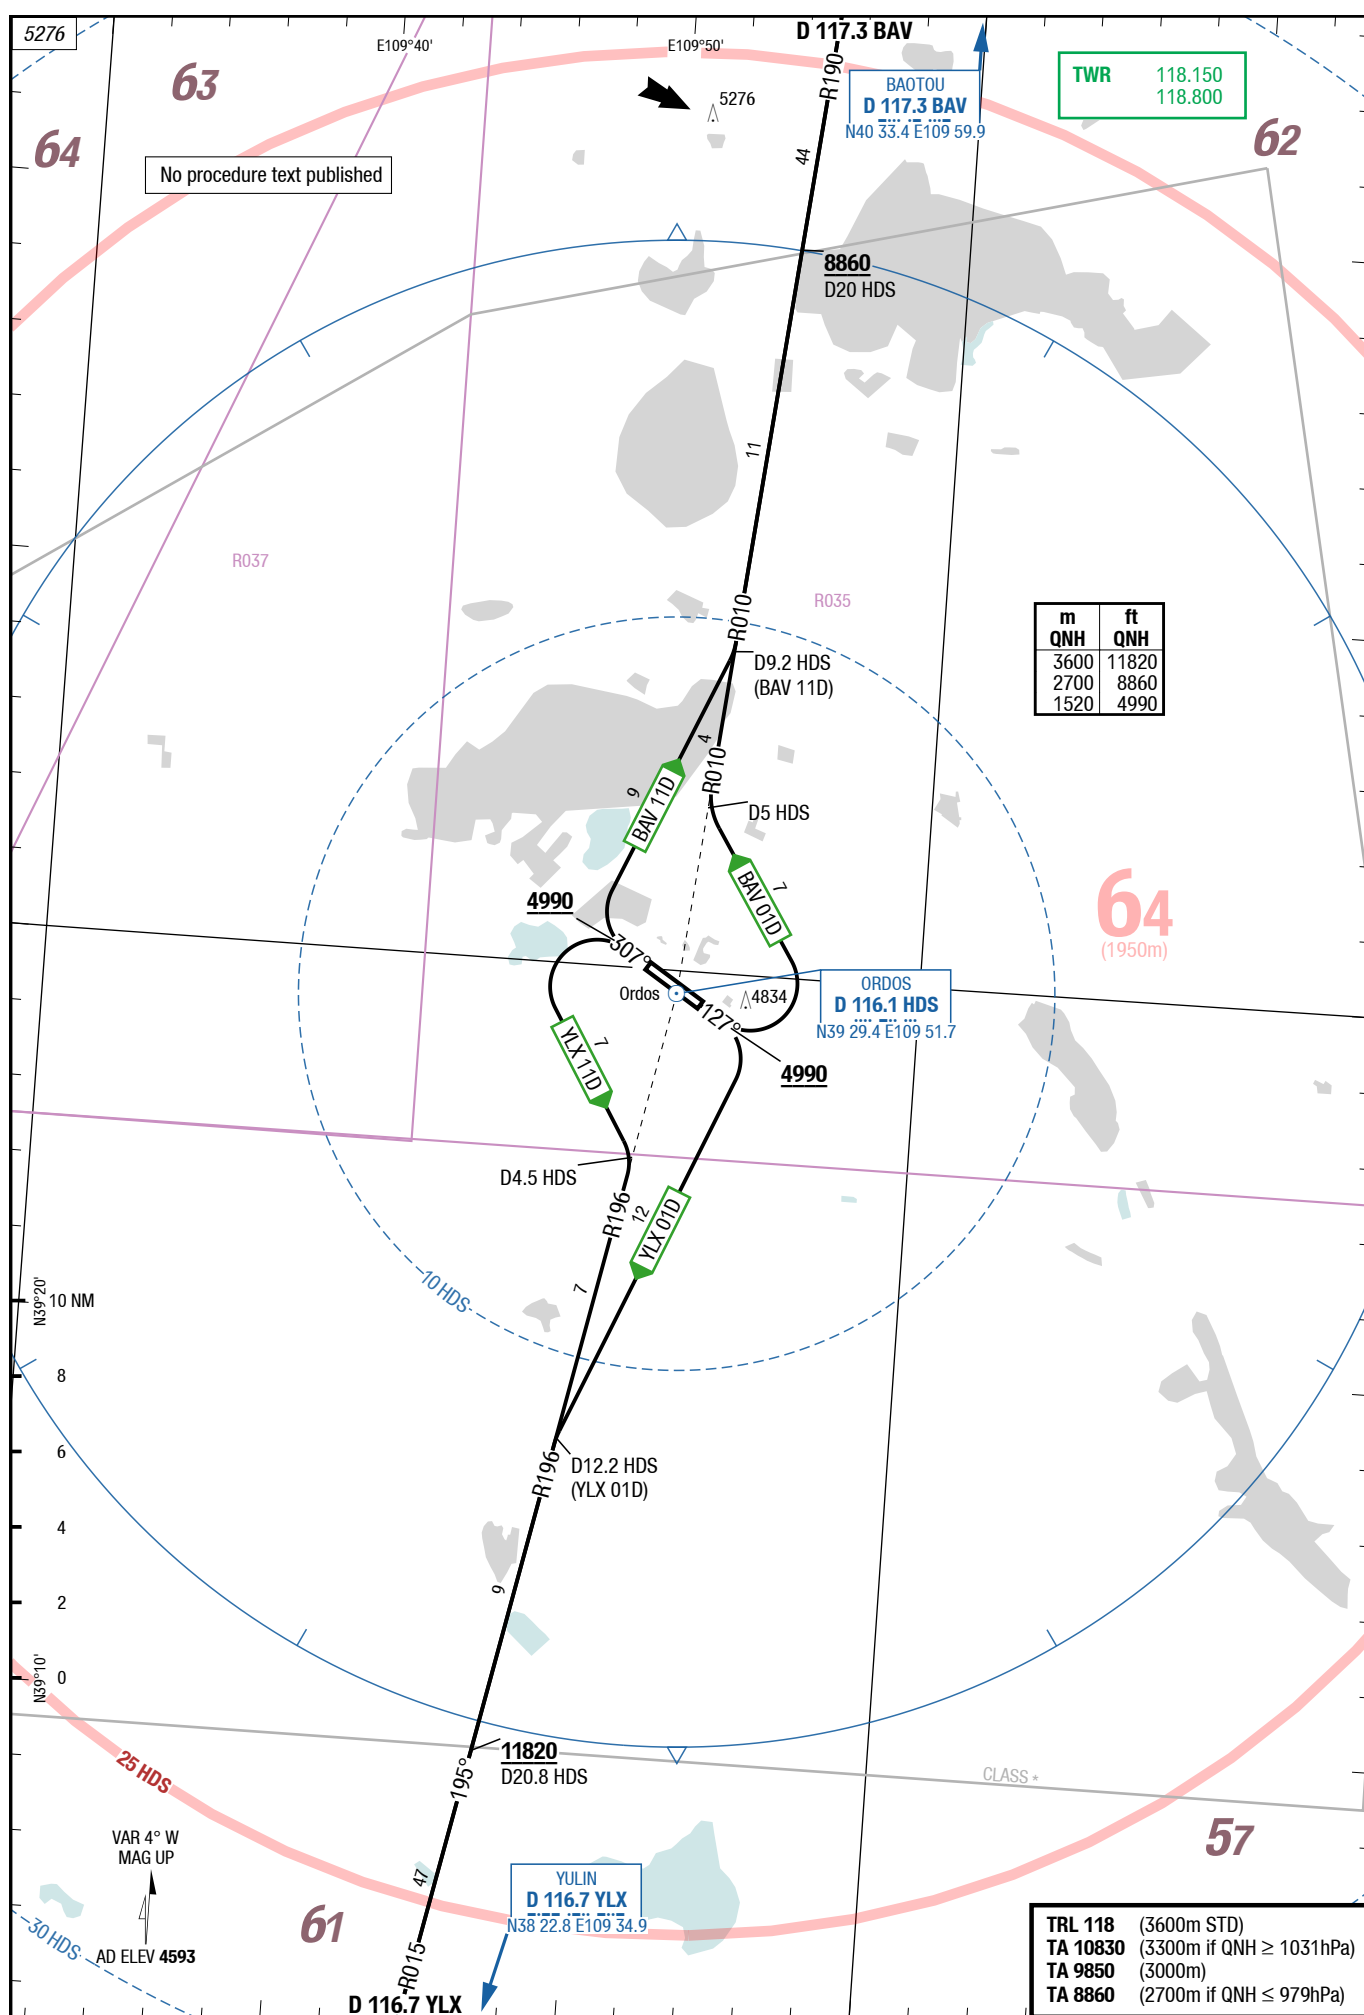 5276
E109°40'
E109°50'
D 117.3 BAV
63
64
62
5276
R190
BAOTOU
D 117.3 BAV
N40 33.4 E109 59.9
TWR 118.150
118.800
No procedure text published
44
8860
D20 HDS
11
R037
R035
R010
m ft
QNH QNH
3600 11820
2700 8860
1520 4990
D9.2 HDS
(BAV 11D)
4
R010
9
BAV 11D
D5 HDS
7
BAV 01D
4990
64
(1950m)
307°
Ordos
4834
ORDOS
D 116.1 HDS
N39 29.4 E109 51.7
127°
4990
7
YLX 11D
D4.5 HDS
R196
12
YLX 01D
7
10 HDS
N39°20'
10 NM
8
6
4
2
0
N39°10'
R196
D12.2 HDS
(YLX 01D)
9
11820
D20.8 HDS
195°
CLASS *
25 HDS
VAR 4° W
MAG UP
AD ELEV 4593
30 HDS
61
57
47
YULIN
D 116.7 YLX
N38 22.8 E109 34.9
R015
D 116.7 YLX
TRL 118 (3600m STD)
TA 10830 (3300m if QNH ≥ 1031hPa)
TA 9850 (3000m)
TA 8860 (2700m if QNH ≤ 979hPa)